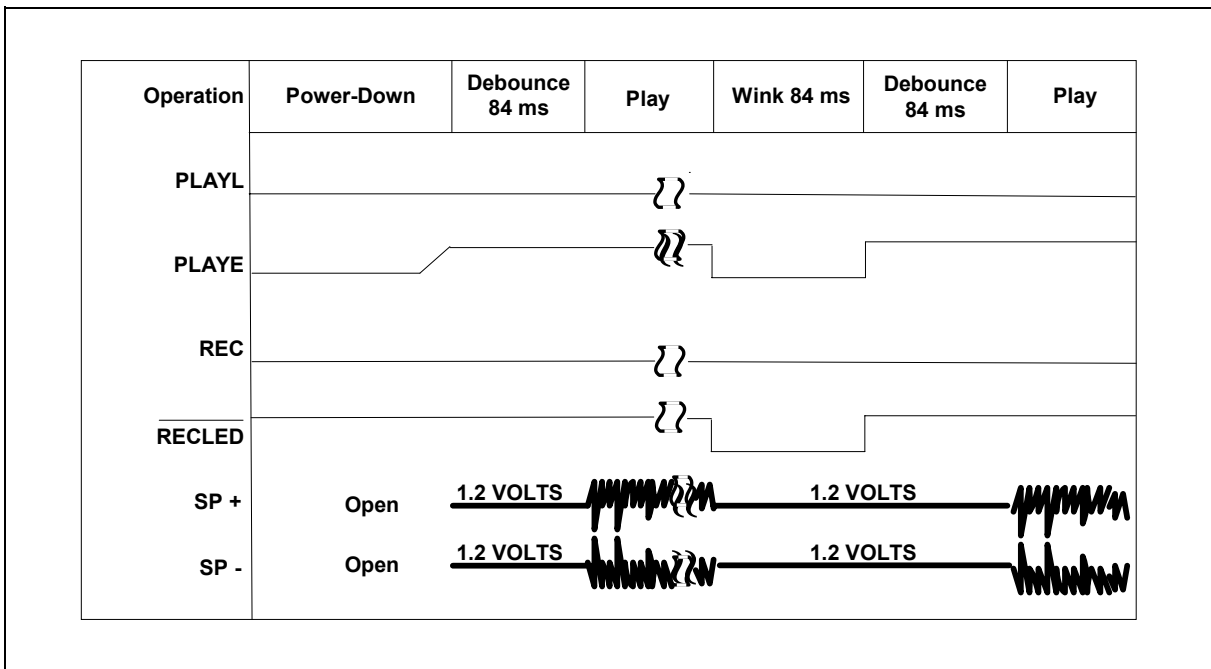 Operation Power-Down Debounce 84 ms Play Wink 84 ms Debounce 84 ms Play
PLAYL
PLAYE
REC
RECLED
SP + Open 1.2 VOLTS 1.2 VOLTS
SP - Open 1.2 VOLTS 1.2 VOLTS